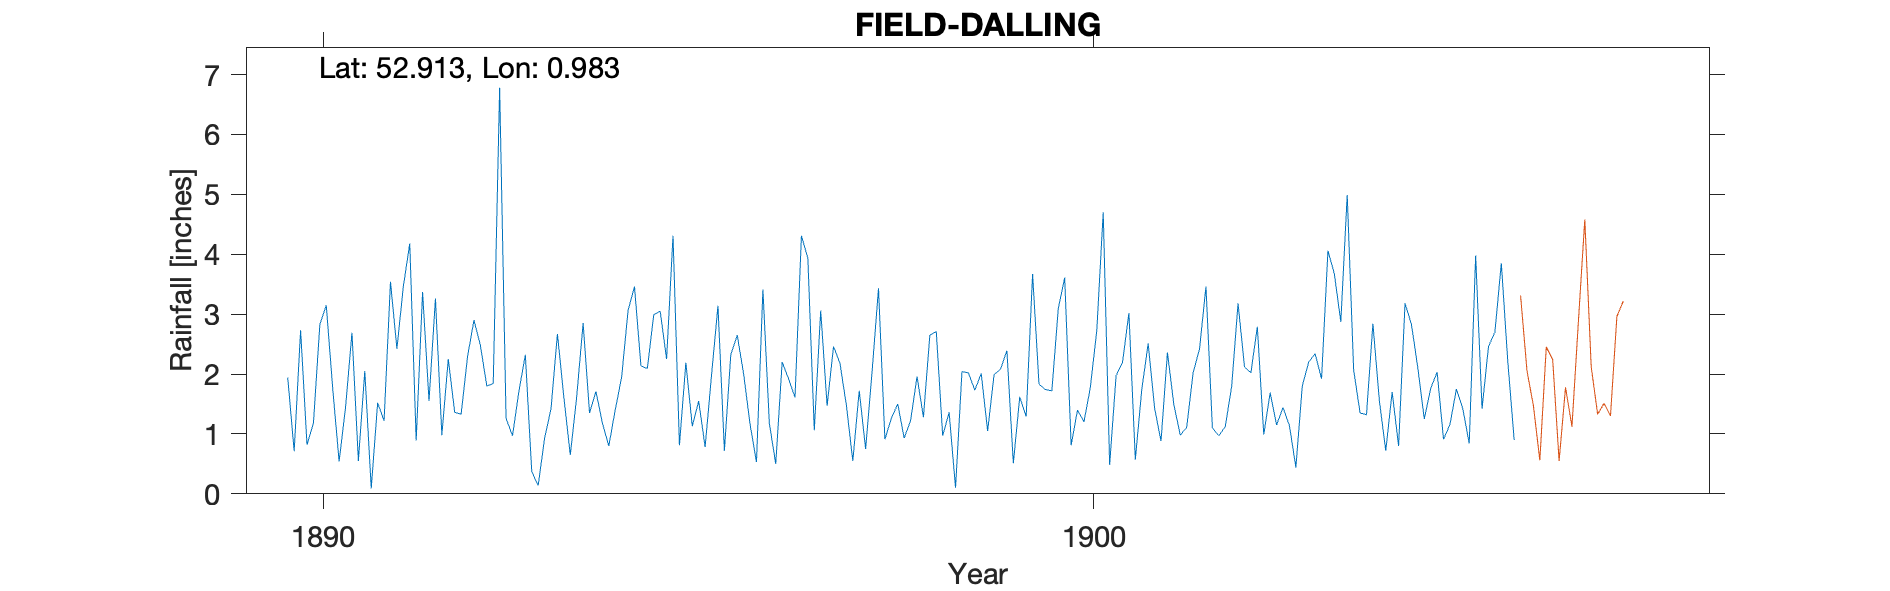 FIELD-DALLING
Lat: 52.913, Lon: 0.983
7
6
5
4
3
2
1
0
Rainfall [inches]
1890
1900
Year